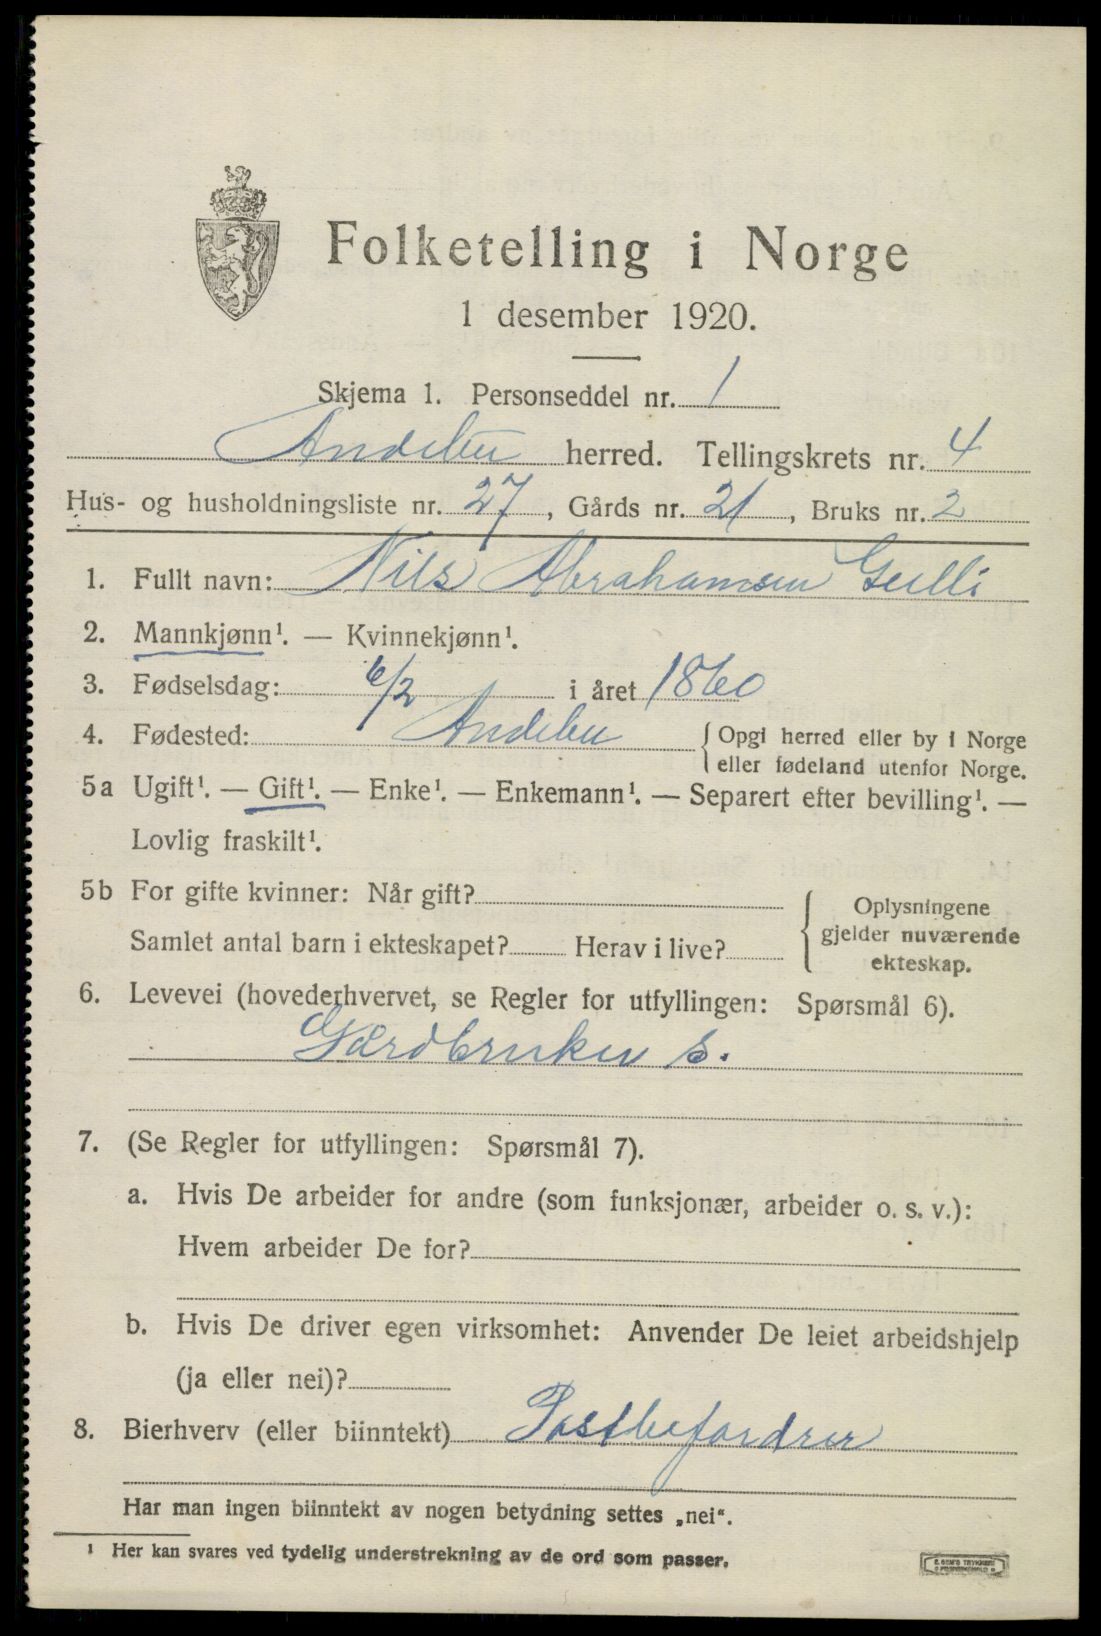 Folketelling i Norge
1 desember 1920.
Skjema 1. Personseddel nr. 1
Andebu herred. Tellingskrets nr. 4
Hus- og husholdningsliste nr. 27, Gårds nr. 21, Bruks nr. 2
1. Fullt navn: Nils Abrahamsen Gulli
2. Mannkjønn¹. — Kvinnekjønn¹.
3. Fødselsdag: 6/2 i året 1860
4. Fødested: Andebu { Opgi herred eller by i Norge
eller fødeland utenfor Norge.
5a Ugift¹. — Gift¹. — Enke¹. — Enkemann¹. — Separert efter bevilling¹. —
Lovlig fraskilt¹.
5b For gifte kvinner: Når gift?
Samlet antal barn i ekteskapet? Herav i live?
Oplysningene
gjelder nuværende
ekteskap.
6. Levevei (hovederhvervet, se Regler for utfyllingen: Spørsmål 6).
Gårdbruker s.
7. (Se Regler for utfyllingen: Spørsmål 7).
a. Hvis De arbeider for andre (som funksjonær, arbeider o. s. v.):
Hvem arbeider De for?
b. Hvis De driver egen virksomhet: Anvender De leiet arbeidshjelp
(ja eller nei)?
8. Bierhverv (eller biinntekt) Postbefordrer
Har man ingen biinntekt av nogen betydning settes „nei“.
¹ Her kan svares ved tydelig understrekning av de ord som passer.